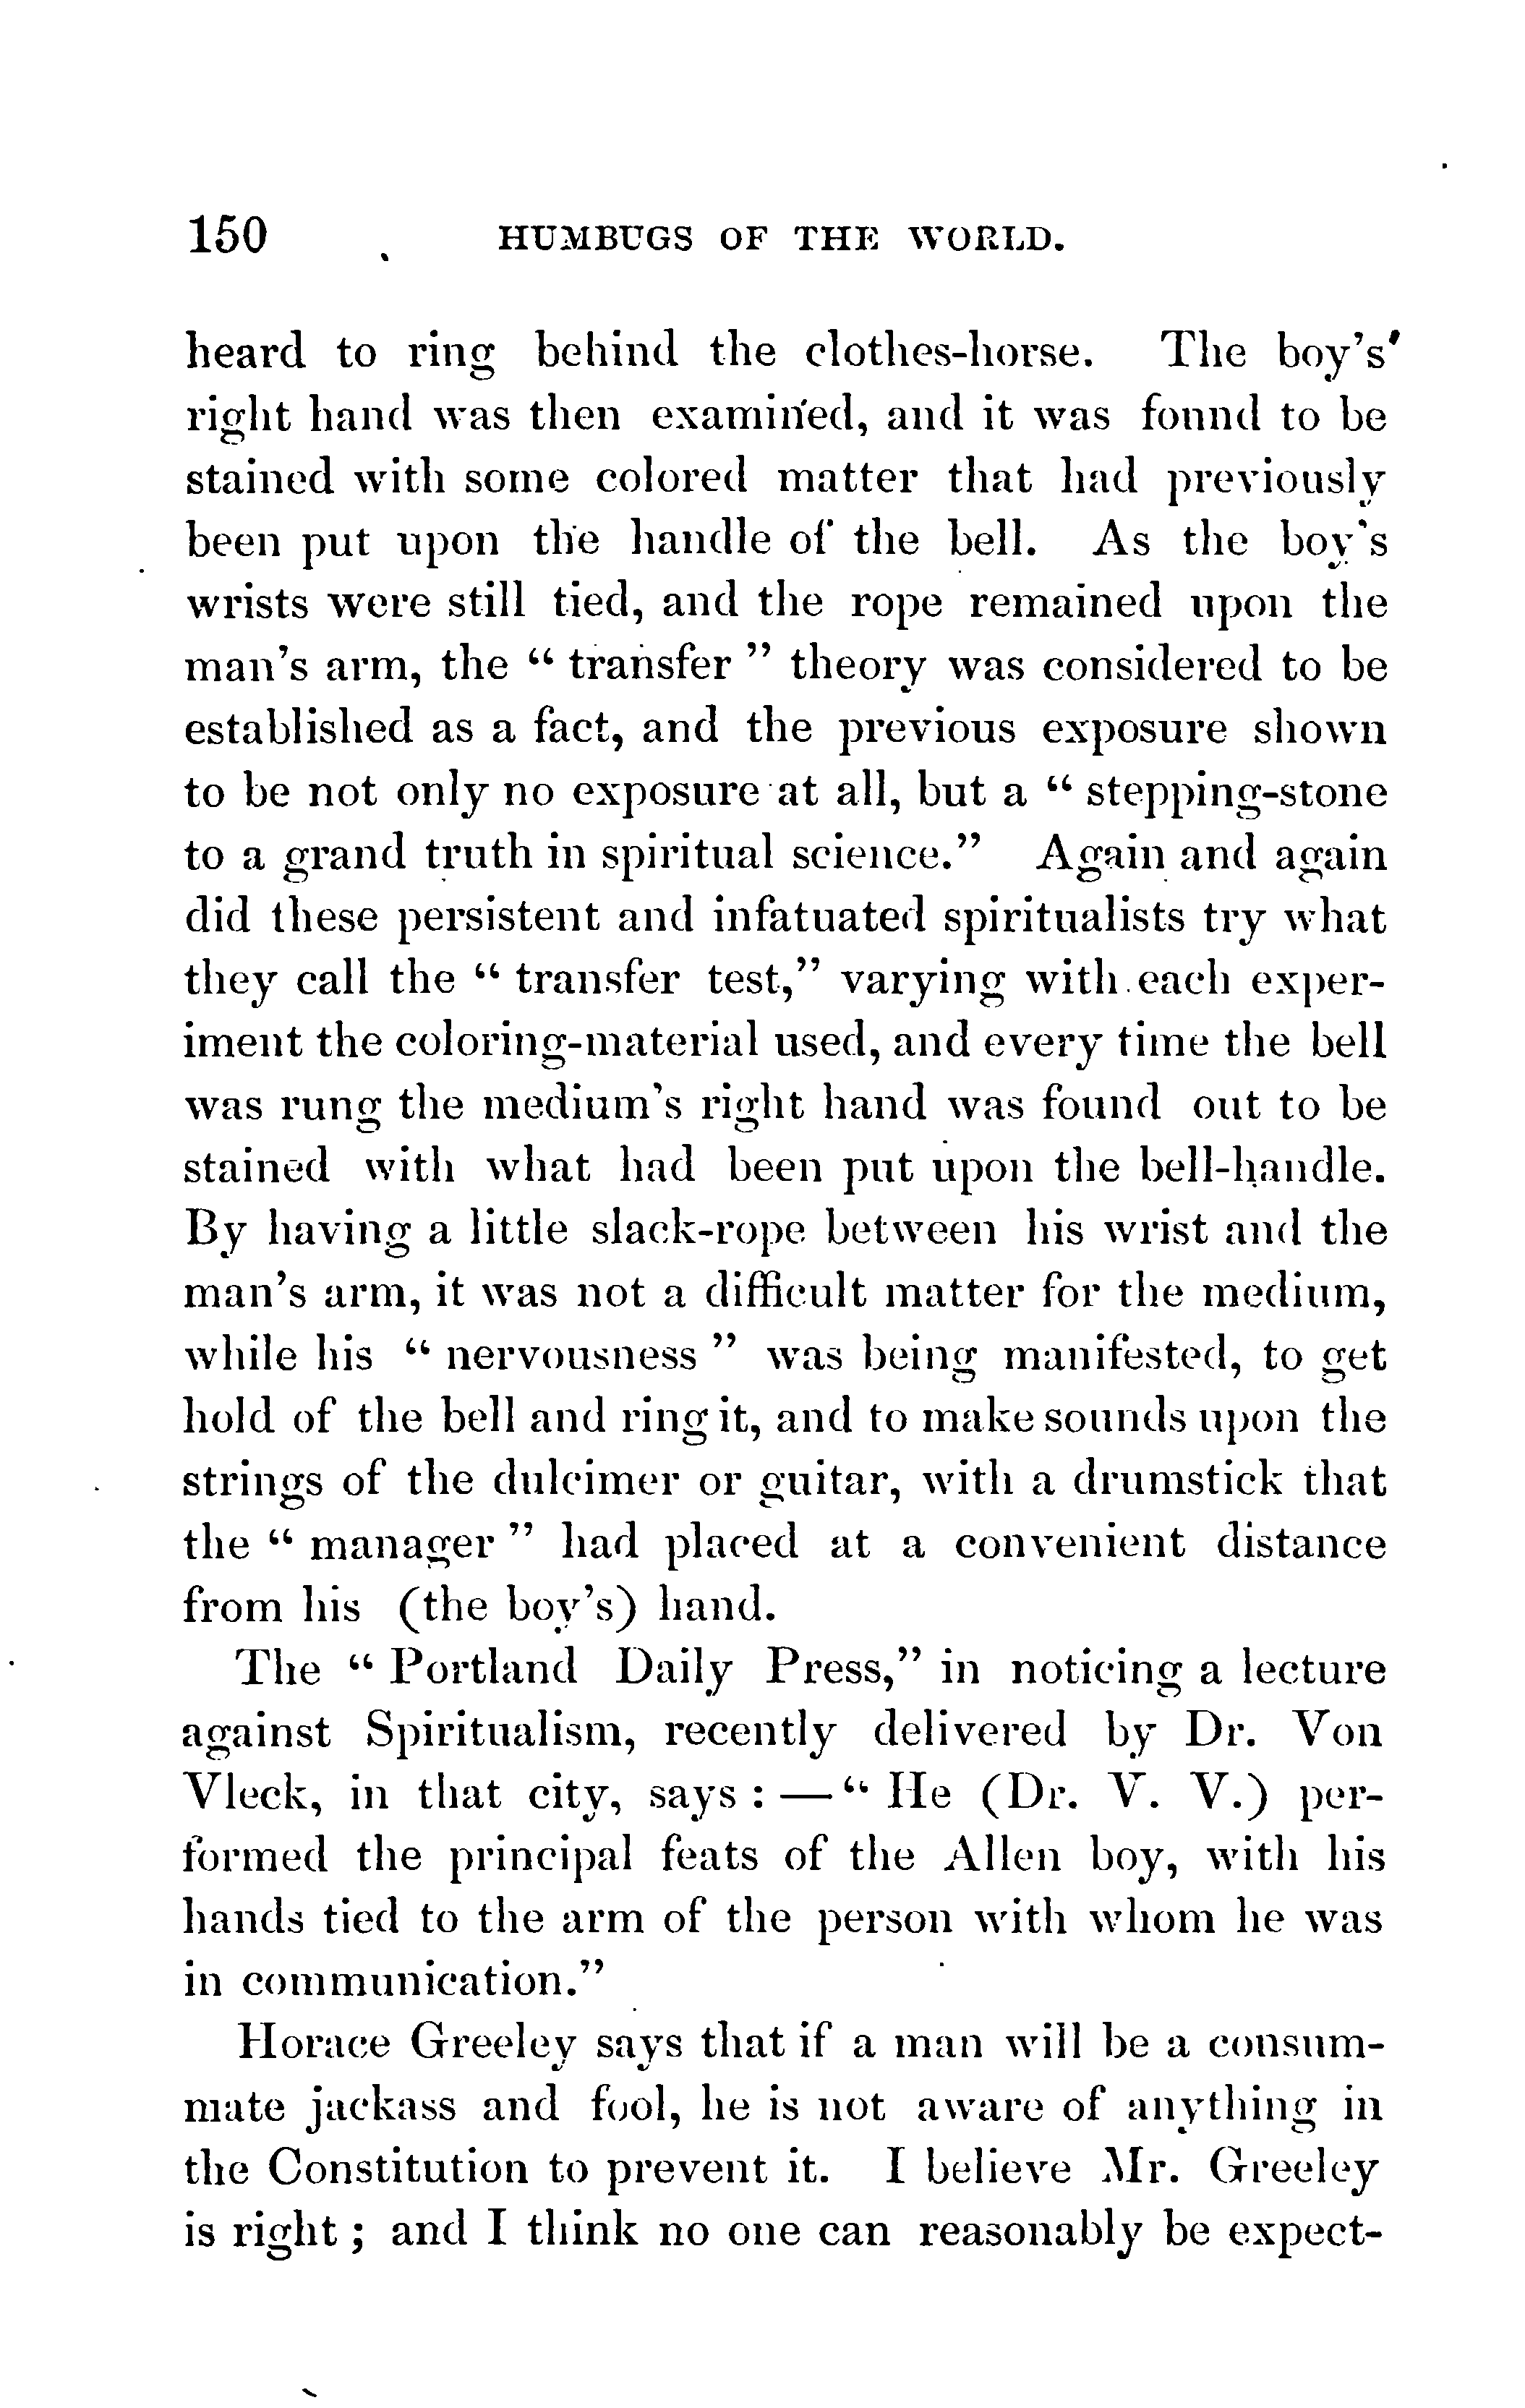 150 HUMBUGS OF THE WORLD.
heard to ring behind the clothes-horse. The boy's'
right hand was then examined, and it was fonnd to be
stained with some colored matter that had previously
been put upon the handle of the bell. As the boy's
wrists were still tied, and the rope remained upon the
man's arm, the “ transfer ” theory was considered to be
established as a fact, and the previous exposure shown
to be not only no exposure at all, but a “ stepping-stone
to a grand truth in spiritual science.” Again and again
did these persistent and infatuated spiritualists try what
they call the “ transfer test,” varying with each exper-
iment the coloring-material used, and every time the bell
was rung the medium's right hand was found out to be
stained with what had been put upon the bell-handle.
By having a little slack-rope between his wrist and the
man's arm, it was not a difficult matter for the medium,
while his “ nervousness ” was being manifested, to get
hold of the bell and ring it, and to make sounds upon the
strings of the dulcimer or guitar, with a drumstick that
the “ manager ” had placed at a convenient distance
from his (the boy's) hand.
The “ Portland Daily Press,” in noticing a lecture
against Spiritualism, recently delivered by Dr. Von
Vleck, in that city, says : —“ He (Dr. V. V.) per-
formed the principal feats of the Allen boy, with his
hands tied to the arm of the person with whom he was
in communication.”
Horace Greeley says that if a man will be a consum-
mate jackass and fool, he is not aware of anything in
the Constitution to prevent it. I believe Mr. Greeley
is right ; and I think no one can reasonably be expect-